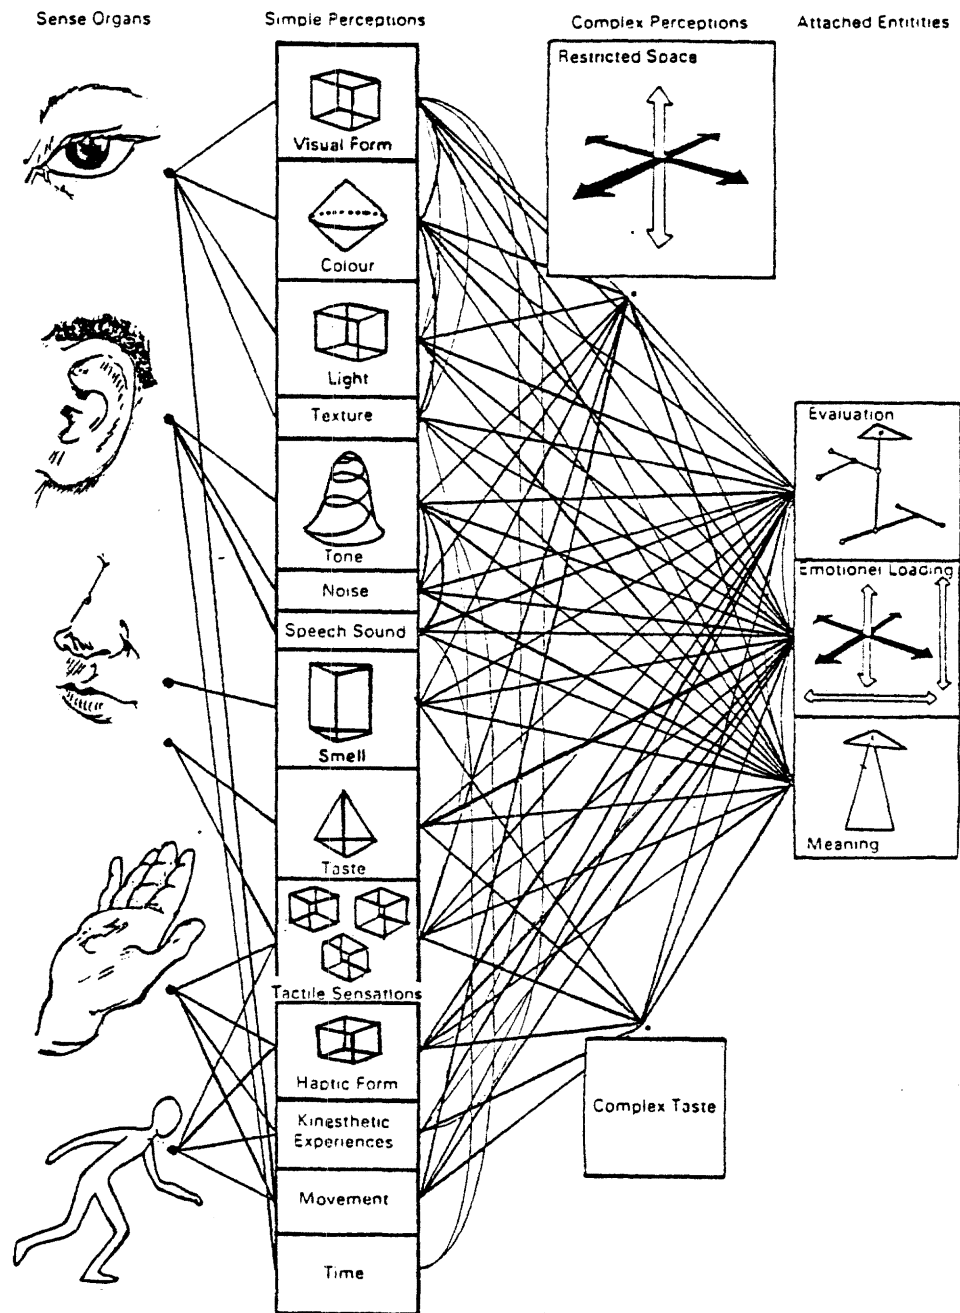 Sense Organs
Simple Perceptions
Complex Perceptions
Attached Entitities
Visual Form
Colour
Light
Texture
Tone
Noise
Speech Sound
Smell
Taste
Tactile Sensations
Haptic Form
Kinesthetic
Experiences
Movement
Time
Restricted Space
Complex Taste
Evaluation
Emotionel Loading
Meaning